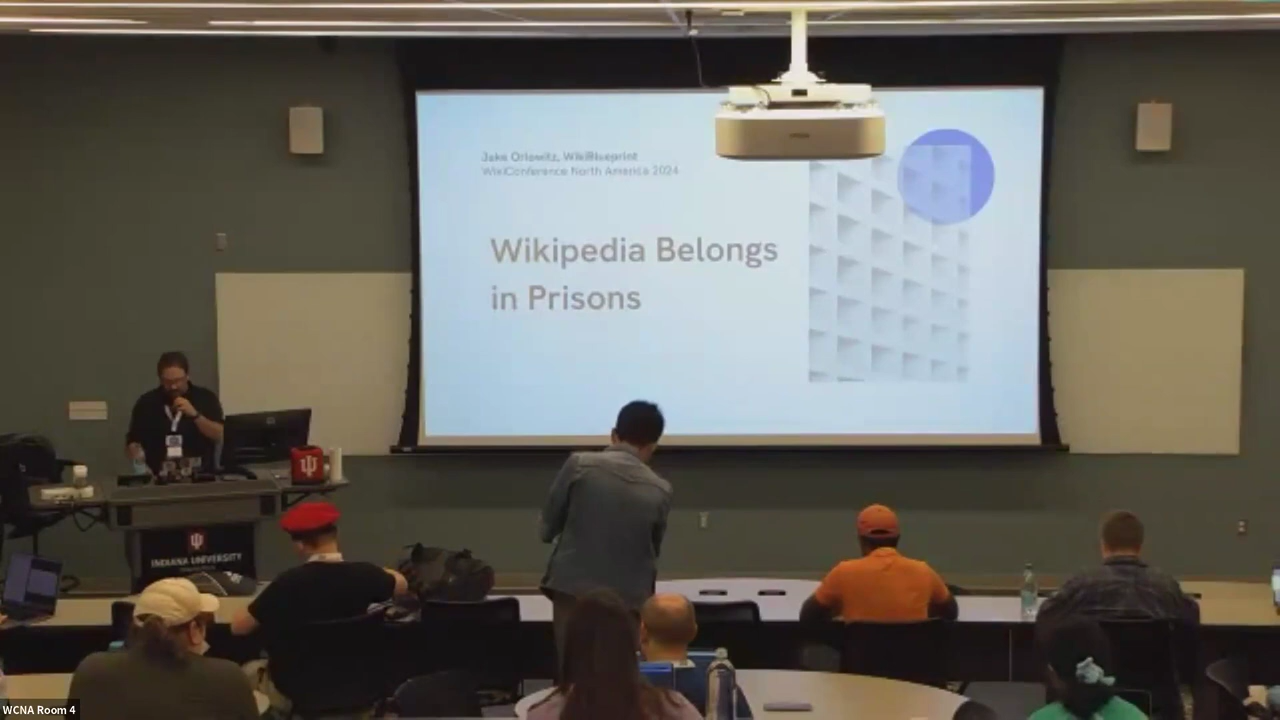 Jake Orlowitz, WikiBlueprint
WikiConference North America 2024
Wikipedia Belongs
in Prisons
INDIANA UNIVERSITY
WCNA Room 4